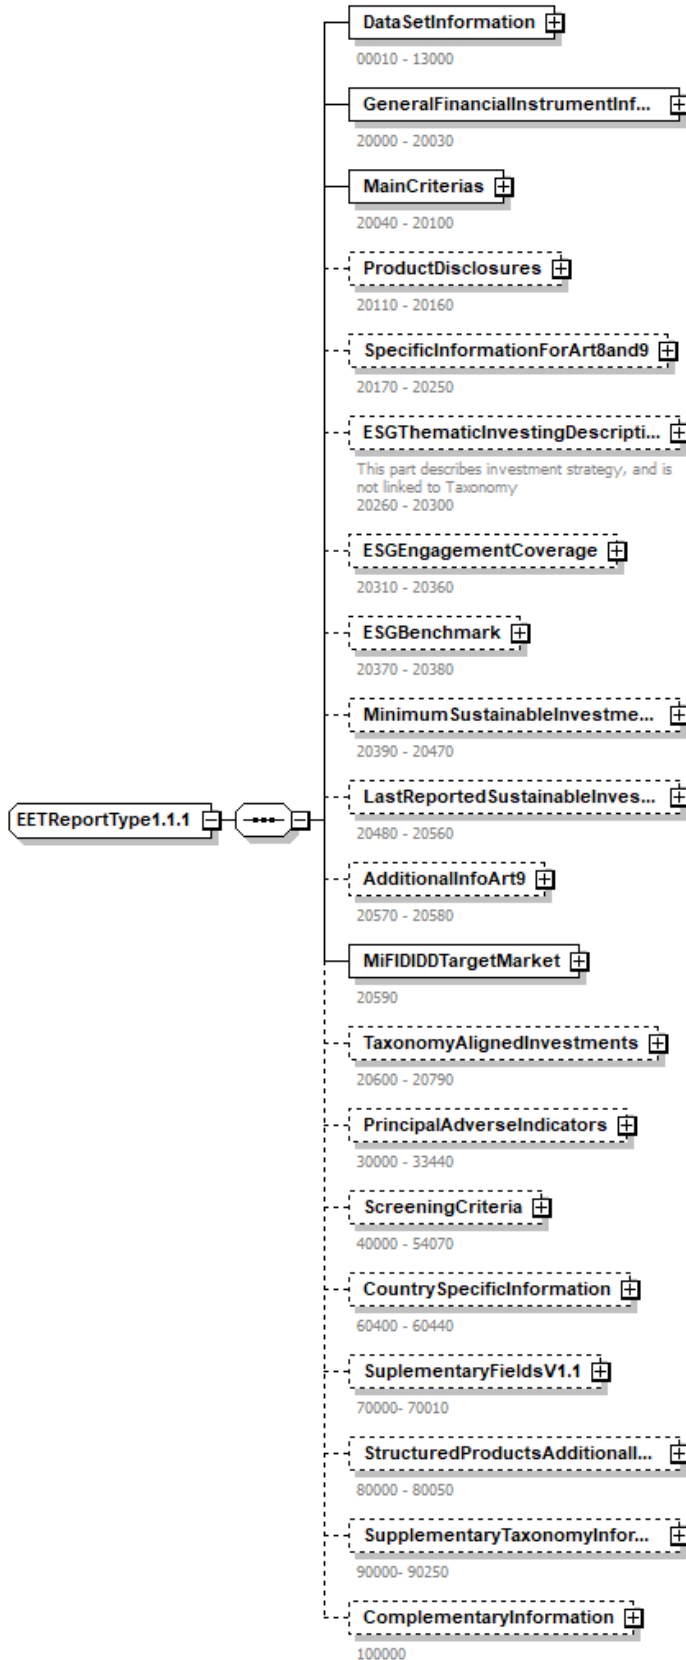 DataSetInformation
00010 - 13000
GeneralFinancialInstrumentInf...
20000 - 20030
MainCriterias
20040 - 20100
ProductDisclosures
20110 - 20160
SpecificInformationForArt8and9
20170 - 20250
ESGThematicInvestingDescripti...
This part describes investment strategy, and is
not linked to Taxonomy
20260 - 20300
ESGEngagementCoverage
20310 - 20360
ESGBenchmark
20370 - 20380
MinimumSustainableInvestme...
20390 - 20470
EETReportType1.1.1
LastReportedSustainableInves...
20480 - 20560
AdditionalInfoArt9
20570 - 20580
MiFIDIDDTargetMarket
20590
TaxonomyAlignedInvestments
20600 - 20790
PrincipalAdverseIndicators
30000 - 33440
ScreeningCriteria
40000 - 54070
CountrySpecificInformation
60400 - 60440
SuplementaryFieldsV1.1
70000- 70010
StructuredProductsAdditionalI...
80000 - 80050
SupplementaryTaxonomyInfor...
90000- 90250
ComplementaryInformation
100000